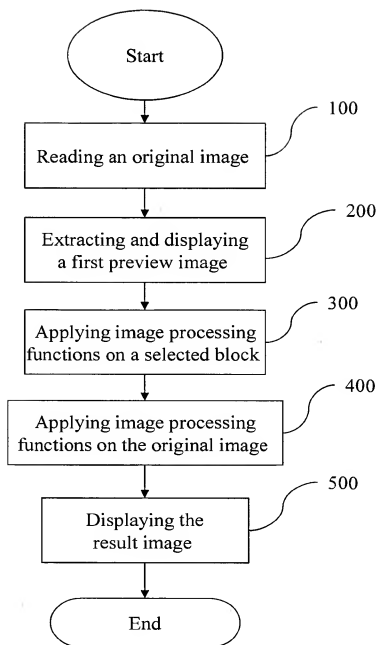 Start
100
Reading an original image
200
Extracting and displaying
a first preview image
300
Applying image processing
functions on a selected block
400
Applying image processing
functions on the original image
500
Displaying the
result image
End